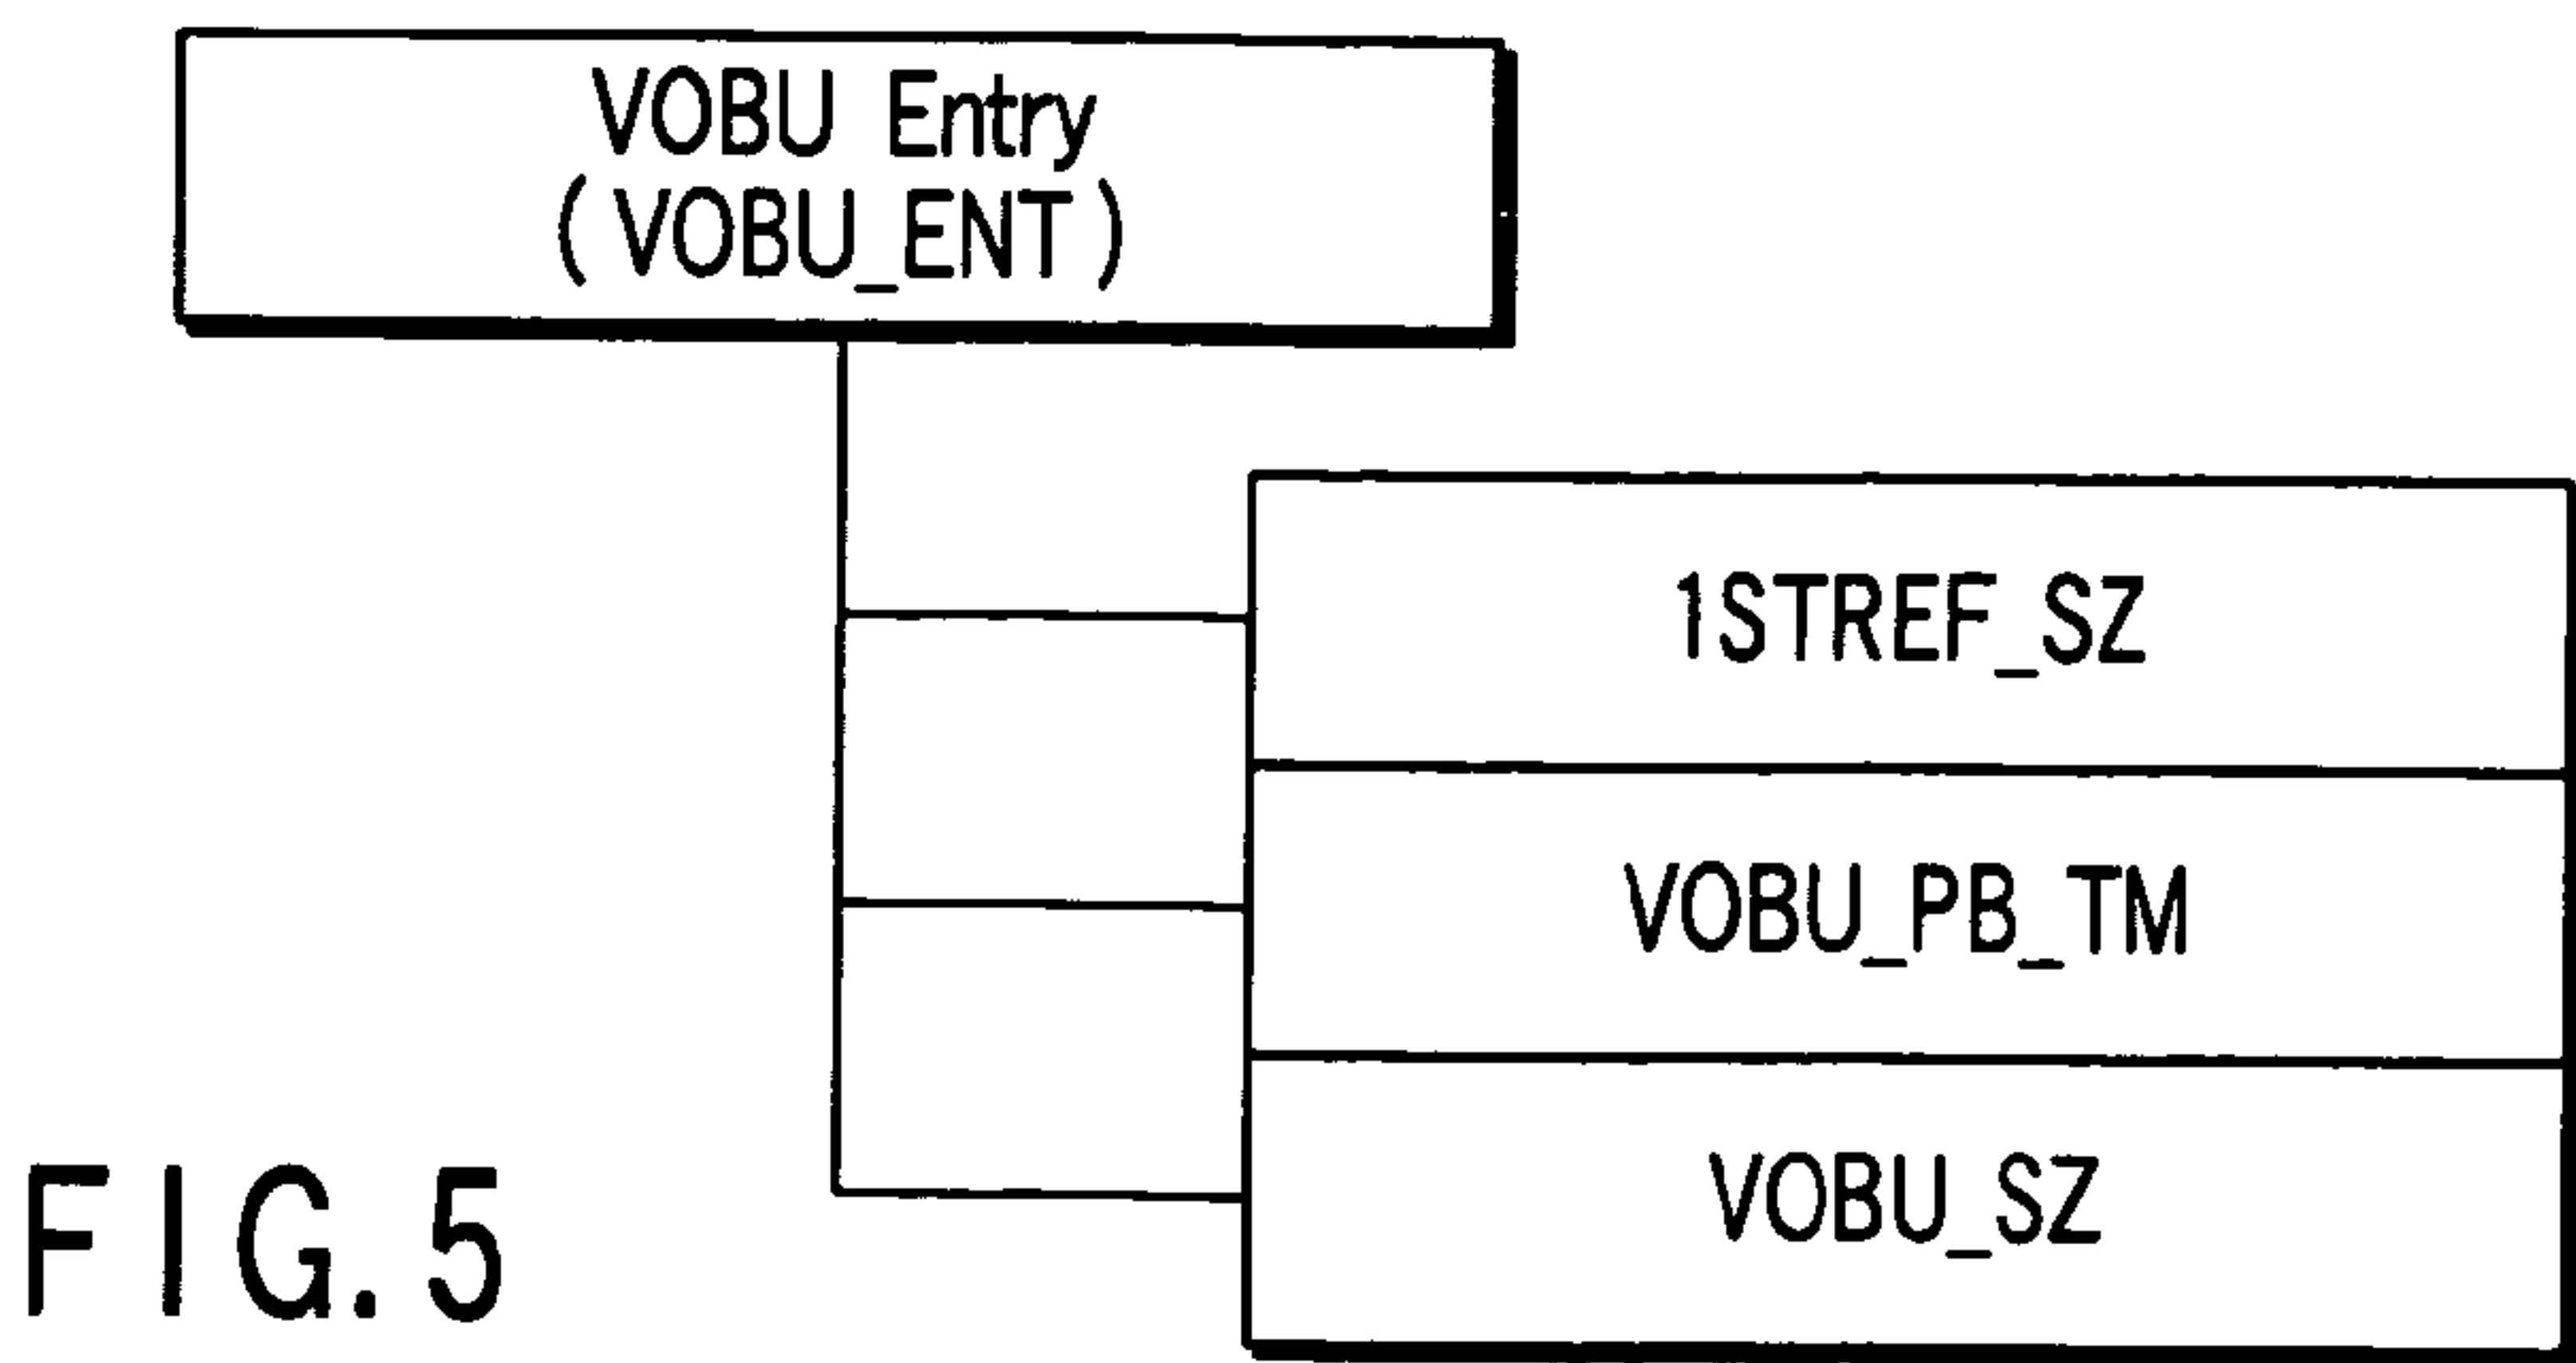 VOBU Entry
(VOBU_ENT)
1STREF_SZ
VOBU_PB_TM
VOBU_SZ
FIG. 5